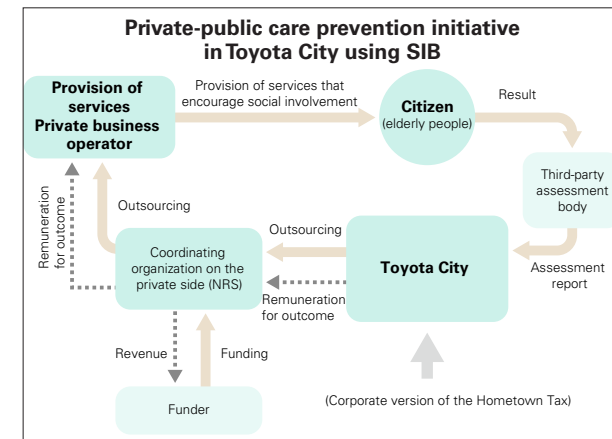 Private-public care prevention initiative
in Toyota City using SIB
Provision of
services
Private business
operator
Provision of services that
encourage social involvement
Citizen
(elderly people)
Result
Third-party
assessment
body
Remuneration
for outcome
Outsourcing
Coordinating
organization on the
private side (NRS)
Outsourcing
Remuneration
for outcome
Toyota City
Assessment
report
Revenue
Funding
Funder
(Corporate version of the Hometown Tax)